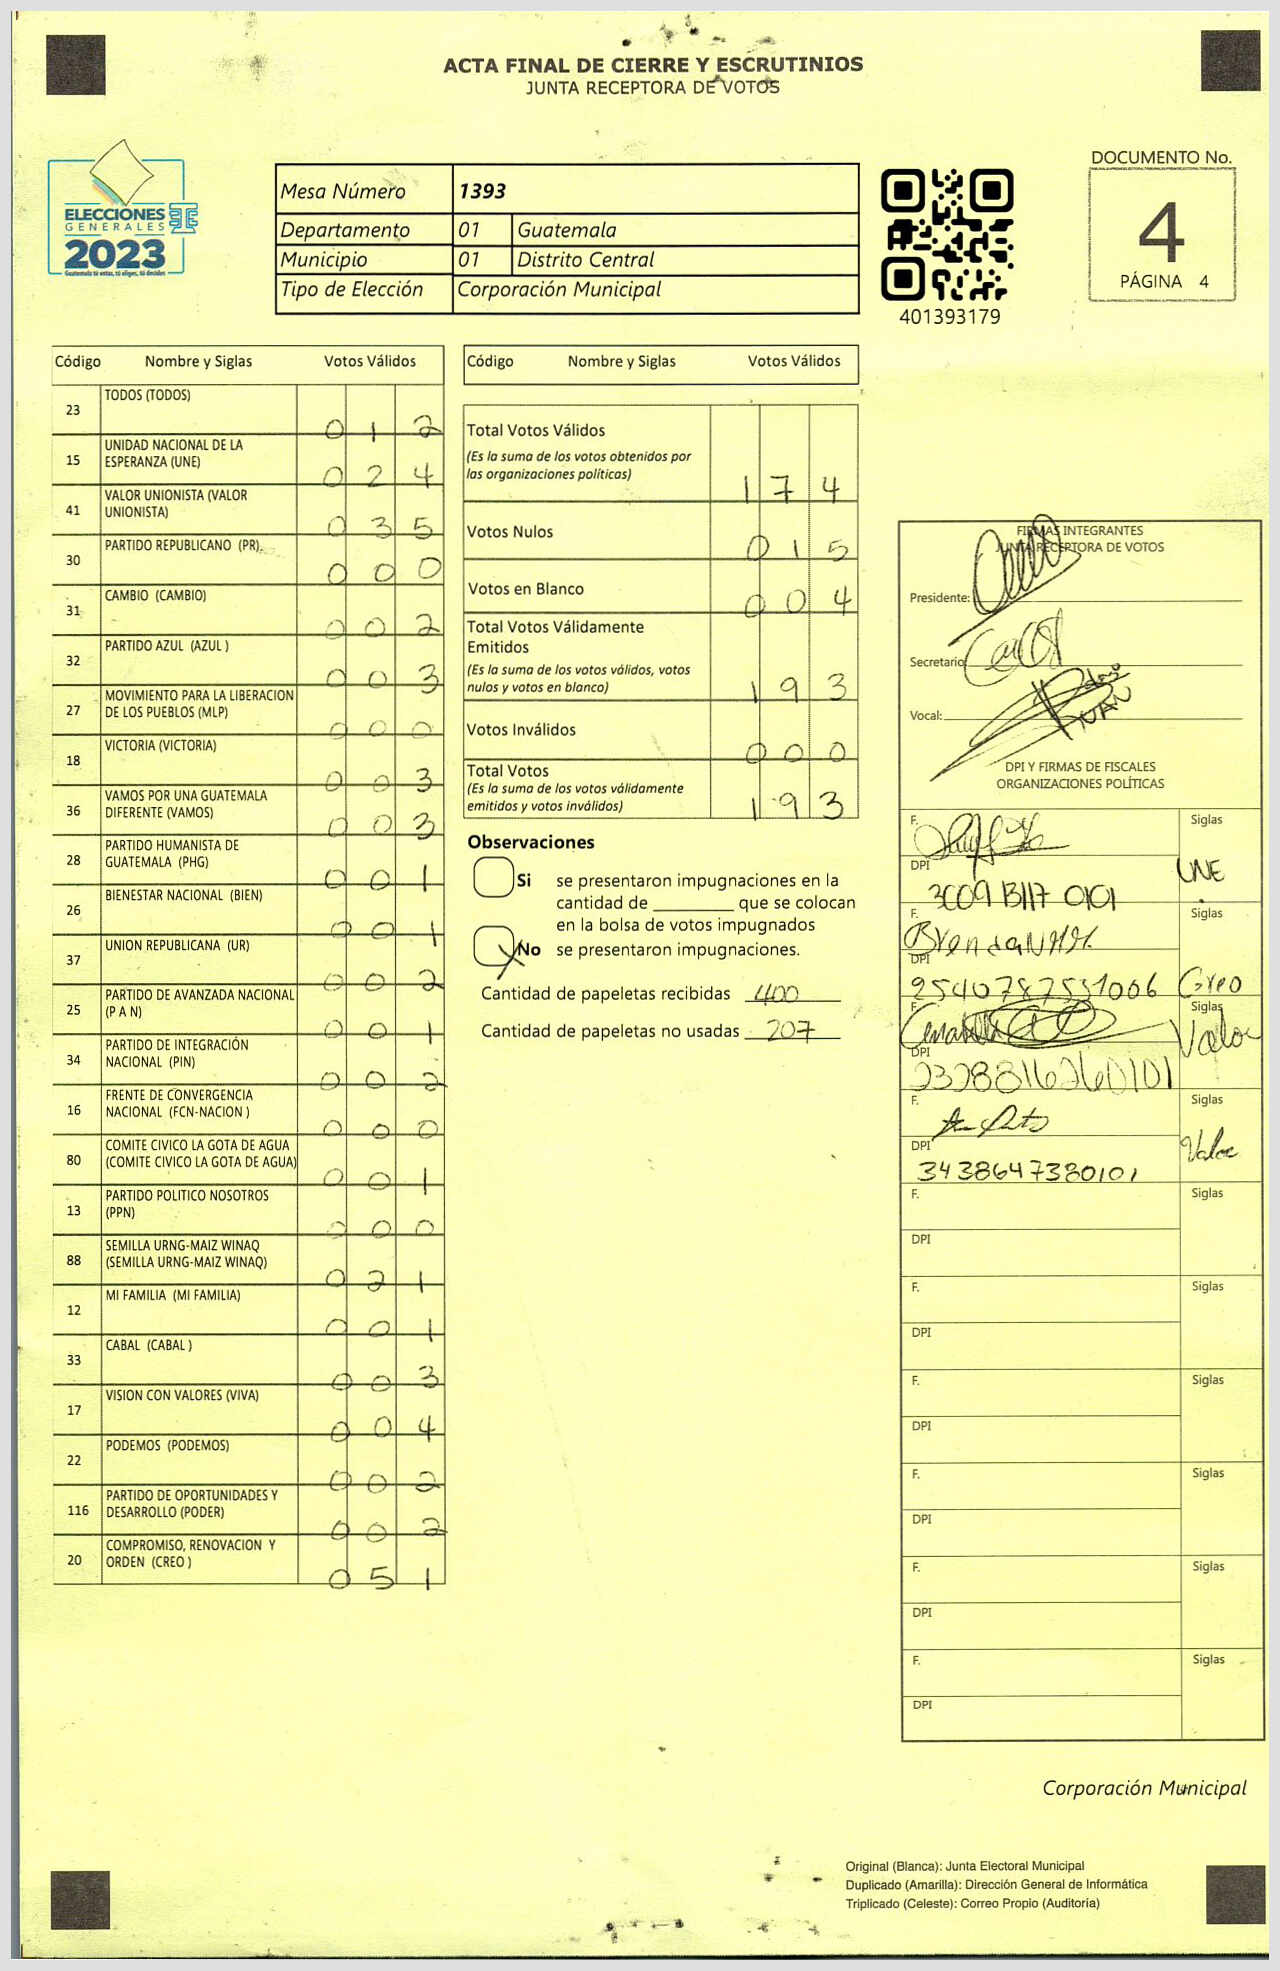 ACTA FINAL DE CIERRE Y ESCRUTINIOS
JUNTA RECEPTORA DE VOTOS
ELECCIONES
GENERALES
2023
Guatemala tú votas, tú eliges, tú decides
Mesa Número 1393
Departamento 01 Guatemala
Municipio 01 Distrito Central
Tipo de Elección Corporación Municipal
401393179
DOCUMENTO No.
4
PÁGINA 4
Código Nombre y Siglas Votos Válidos
23 TODOS (TODOS) 0 1 2
15 UNIDAD NACIONAL DE LA
ESPERANZA (UNE) 0 2 4
41 VALOR UNIONISTA (VALOR
UNIONISTA) 0 3 5
30 PARTIDO REPUBLICANO (PR) 0 0 0
31 CAMBIO (CAMBIO) 0 0 2
32 PARTIDO AZUL (AZUL ) 0 0 3
27 MOVIMIENTO PARA LA LIBERACION
DE LOS PUEBLOS (MLP) 0 0 0
18 VICTORIA (VICTORIA) 0 0 3
36 VAMOS POR UNA GUATEMALA
DIFERENTE (VAMOS) 0 0 3
28 PARTIDO HUMANISTA DE
GUATEMALA (PHG) 0 0 1
26 BIENESTAR NACIONAL (BIEN) 0 0 1
37 UNION REPUBLICANA (UR) 0 0 2
25 PARTIDO DE AVANZADA NACIONAL
(P A N) 0 0 1
34 PARTIDO DE INTEGRACIÓN
NACIONAL (PIN) 0 0 2
16 FRENTE DE CONVERGENCIA
NACIONAL (FCN-NACION ) 0 0 0
80 COMITE CIVICO LA GOTA DE AGUA
(COMITE CIVICO LA GOTA DE AGUA) 0 0 1
13 PARTIDO POLITICO NOSOTROS
(PPN) 0 0 0
88 SEMILLA URNG-MAIZ WINAQ
(SEMILLA URNG-MAIZ WINAQ) 0 2 1
12 MI FAMILIA (MI FAMILIA) 0 0 1
33 CABAL (CABAL ) 0 0 3
17 VISION CON VALORES (VIVA) 0 0 4
22 PODEMOS (PODEMOS) 0 0 2
116 PARTIDO DE OPORTUNIDADES Y
DESARROLLO (PODER) 0 0 2
20 COMPROMISO, RENOVACION Y
ORDEN (CREO ) 0 5 1
Código Nombre y Siglas Votos Válidos
Total Votos Válidos
(Es la suma de los votos obtenidos por
las organizaciones políticas) 1 7 4
Votos Nulos 0 1 5
Votos en Blanco 0 0 4
Total Votos Válidamente
Emitidos
(Es la suma de los votos válidos, votos
nulos y votos en blanco) 1 9 3
Votos Inválidos 0 0 0
Total Votos
(Es la suma de los votos válidamente
emitidos y votos inválidos) 1 9 3
Observaciones
Si se presentaron impugnaciones en la
cantidad de ________ que se colocan
en la bolsa de votos impugnados
X No se presentaron impugnaciones.
Cantidad de papeletas recibidas 400
Cantidad de papeletas no usadas 207
FIRMAS INTEGRANTES
JUNTA RECEPTORA DE VOTOS
Presidente:
Secretario
Vocal:
DPI Y FIRMAS DE FISCALES
ORGANIZACIONES POLÍTICAS
F. Siglas
UNE
DPI
F. Siglas
DPI
2540787531006 Creo
F. Siglas
Valor
DPI
F. Siglas
Valor
DPI
3438647380101
F. Siglas
DPI
F. Siglas
DPI
F. Siglas
DPI
F. Siglas
DPI
F. Siglas
DPI
F. Siglas
DPI
Corporación Municipal
Original (Blanca): Junta Electoral Municipal
Duplicado (Amarilla): Dirección General de Informática
Triplicado (Celeste): Correo Propio (Auditoría)